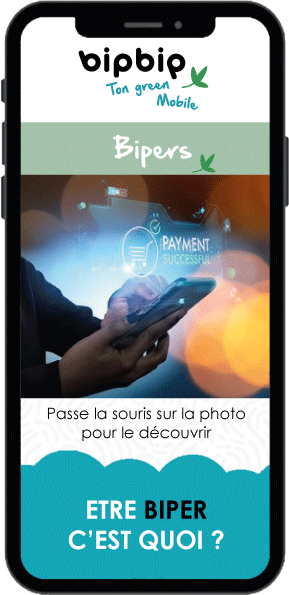 bipbip
Ton green
Mobile
Bipers
PAYMENT
SUCCESSFUL
Passe la souris sur la photo
pour le découvrir
ETRE BIPER
C'EST QUOI ?